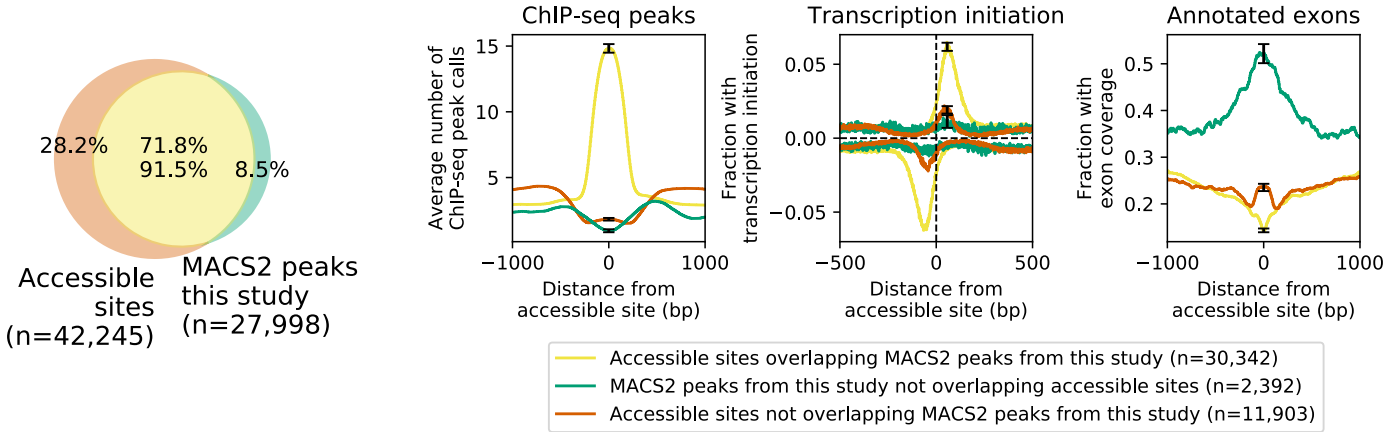 28.2%
71.8%
91.5%
8.5%
Accessible
sites
(n=42,245)
MACS2 peaks
this study
(n=27,998)
ChIP-seq peaks
Average number of
ChIP-seq peak calls
15
10
5
−1000
0
1000
Distance from
accessible site (bp)
Transcription initiation
Fraction with
transcription initiation
0.05
0.00
−0.05
−500
0
500
Distance from
accessible site (bp)
Annotated exons
Fraction with
exon coverage
0.5
0.4
0.3
0.2
−1000
0
1000
Distance from
accessible site (bp)
Accessible sites overlapping MACS2 peaks from this study (n=30,342)
MACS2 peaks from this study not overlapping accessible sites (n=2,392)
Accessible sites not overlapping MACS2 peaks from this study (n=11,903)